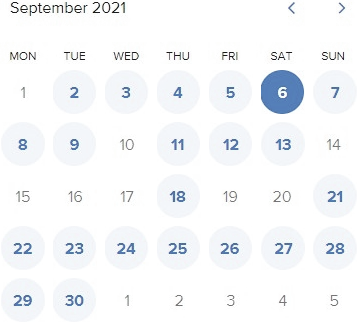 September 2021
MON TUE WED THU FRI SAT SUN
1 2 3 4 5 6 7
8 9 10 11 12 13 14
15 16 17 18 19 20 21
22 23 24 25 26 27 28
29 30 1 2 3 4 5